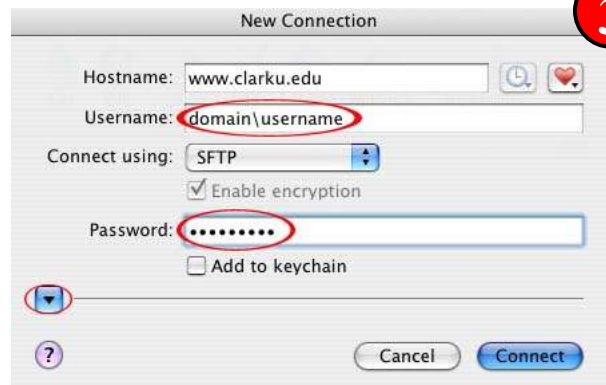 New Connection
Hostname: www.clarku.edu
Username: domain\username
Connect using: SFTP
Enable encryption
Password: •••••••••
Add to keychain
? Cancel Connect